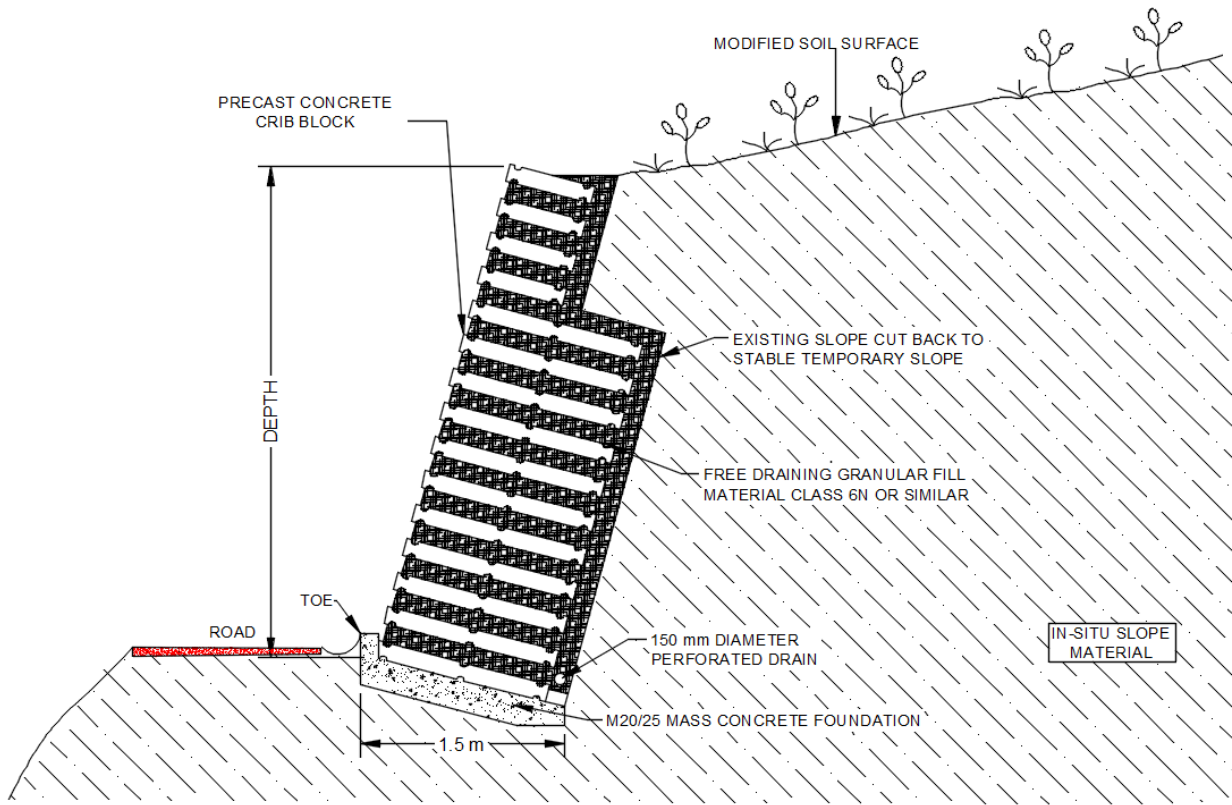 MODIFIED SOIL SURFACE
PRECAST CONCRETE
CRIB BLOCK
DEPTH
EXISTING SLOPE CUT BACK TO
STABLE TEMPORARY SLOPE
FREE DRAINING GRANULAR FILL
MATERIAL CLASS 6N OR SIMILAR
TOE
ROAD
150 mm DIAMETER
PERFORATED DRAIN
IN-SITU SLOPE
MATERIAL
M20/25 MASS CONCRETE FOUNDATION
1.5 m